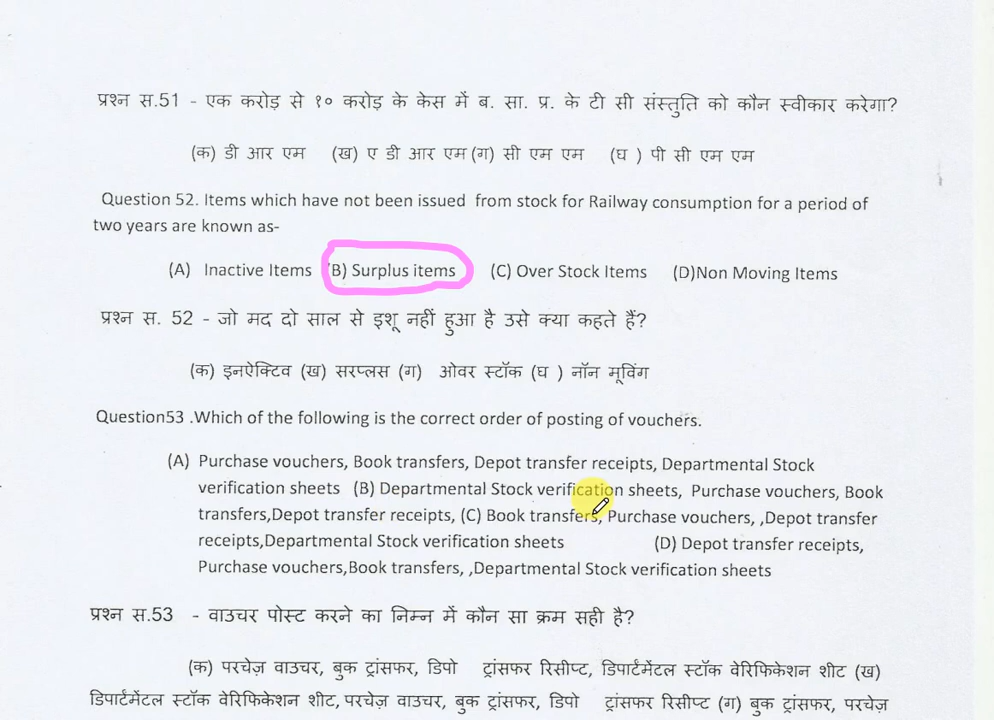 प्रश्न स.51 - एक करोड़ से १० करोड़ के केस में ब. सा. प्र. के टी सी संस्तुति को कौन स्वीकार करेगा?
(क) डी आर एम (ख) ए डी आर एम (ग) सी एम एम (घ ) पी सी एम एम
Question 52. Items which have not been issued from stock for Railway consumption for a period of
two years are known as-
(A) Inactive Items (B) Surplus items (C) Over Stock Items (D)Non Moving Items
प्रश्न स. 52 - जो मद दो साल से इशू नहीं हुआ है उसे क्या कहते हैं?
(क) इनऐक्टिव (ख) सरप्लस (ग) ओवर स्टॉक (घ ) नॉन मूविंग
Question53 .Which of the following is the correct order of posting of vouchers.
(A) Purchase vouchers, Book transfers, Depot transfer receipts, Departmental Stock
verification sheets (B) Departmental Stock verification sheets, Purchase vouchers, Book
transfers,Depot transfer receipts, (C) Book transfers, Purchase vouchers, ,Depot transfer
receipts,Departmental Stock verification sheets (D) Depot transfer receipts,
Purchase vouchers,Book transfers, ,Departmental Stock verification sheets
प्रश्न स.53 - वाउचर पोस्ट करने का निम्न में कौन सा क्रम सही है?
(क) परचेज़ वाउचर, बुक ट्रांसफर, डिपो ट्रांसफर रिसीप्ट, डिपार्टमेंटल स्टॉक वेरिफिकेशन शीट (ख)
डिपार्टमेंटल स्टॉक वेरिफिकेशन शीट, परचेज़ वाउचर, बुक ट्रांसफर, डिपो ट्रांसफर रिसीप्ट (ग) बुक ट्रांसफर, परचेज़